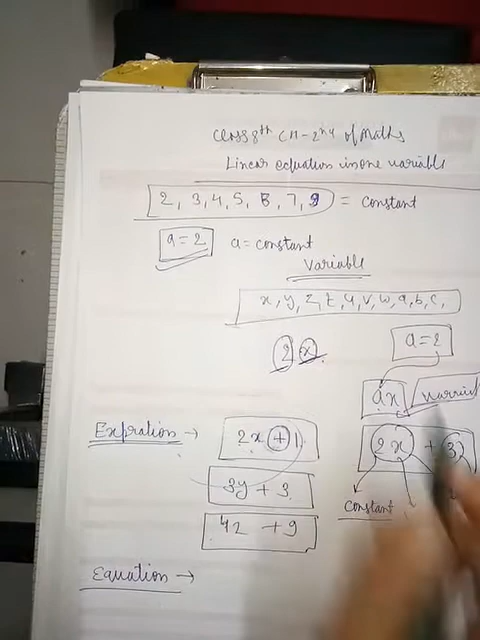 Class 8th CH-2nd of Maths
Linear equation in one variable
2, 3, 4, 5, 6, 7, 9 = constant
a = 2 a = constant
Variable
x, y, z, t, u, v, w, a, b, c,
2 x
a = 2
ax
Expration → 2x + 1
2x + 3
3y + 3
constant
4z + 9
Equation →